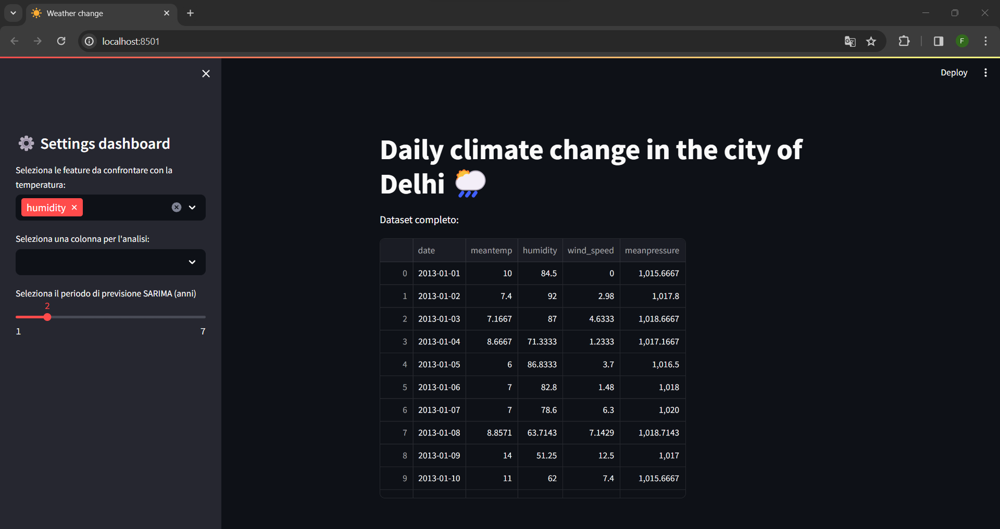 Weather change
localhost:8501
F
Deploy
Settings dashboard
Seleziona le feature da confrontare con la
temperatura:
humidity
Seleziona una colonna per l'analisi:
Seleziona il periodo di previsione SARIMA (anni)
2
1 7
Daily climate change in the city of
Delhi
Dataset completo:
date meantemp humidity wind_speed meanpressure
0 2013-01-01 10 84.5 0 1,015.6667
1 2013-01-02 7.4 92 2.98 1,017.8
2 2013-01-03 7.1667 87 4.6333 1,018.6667
3 2013-01-04 8.6667 71.3333 1.2333 1,017.1667
4 2013-01-05 6 86.8333 3.7 1,016.5
5 2013-01-06 7 82.8 1.48 1,018
6 2013-01-07 7 78.6 6.3 1,020
7 2013-01-08 8.8571 63.7143 7.1429 1,018.7143
8 2013-01-09 14 51.25 12.5 1,017
9 2013-01-10 11 62 7.4 1,015.6667